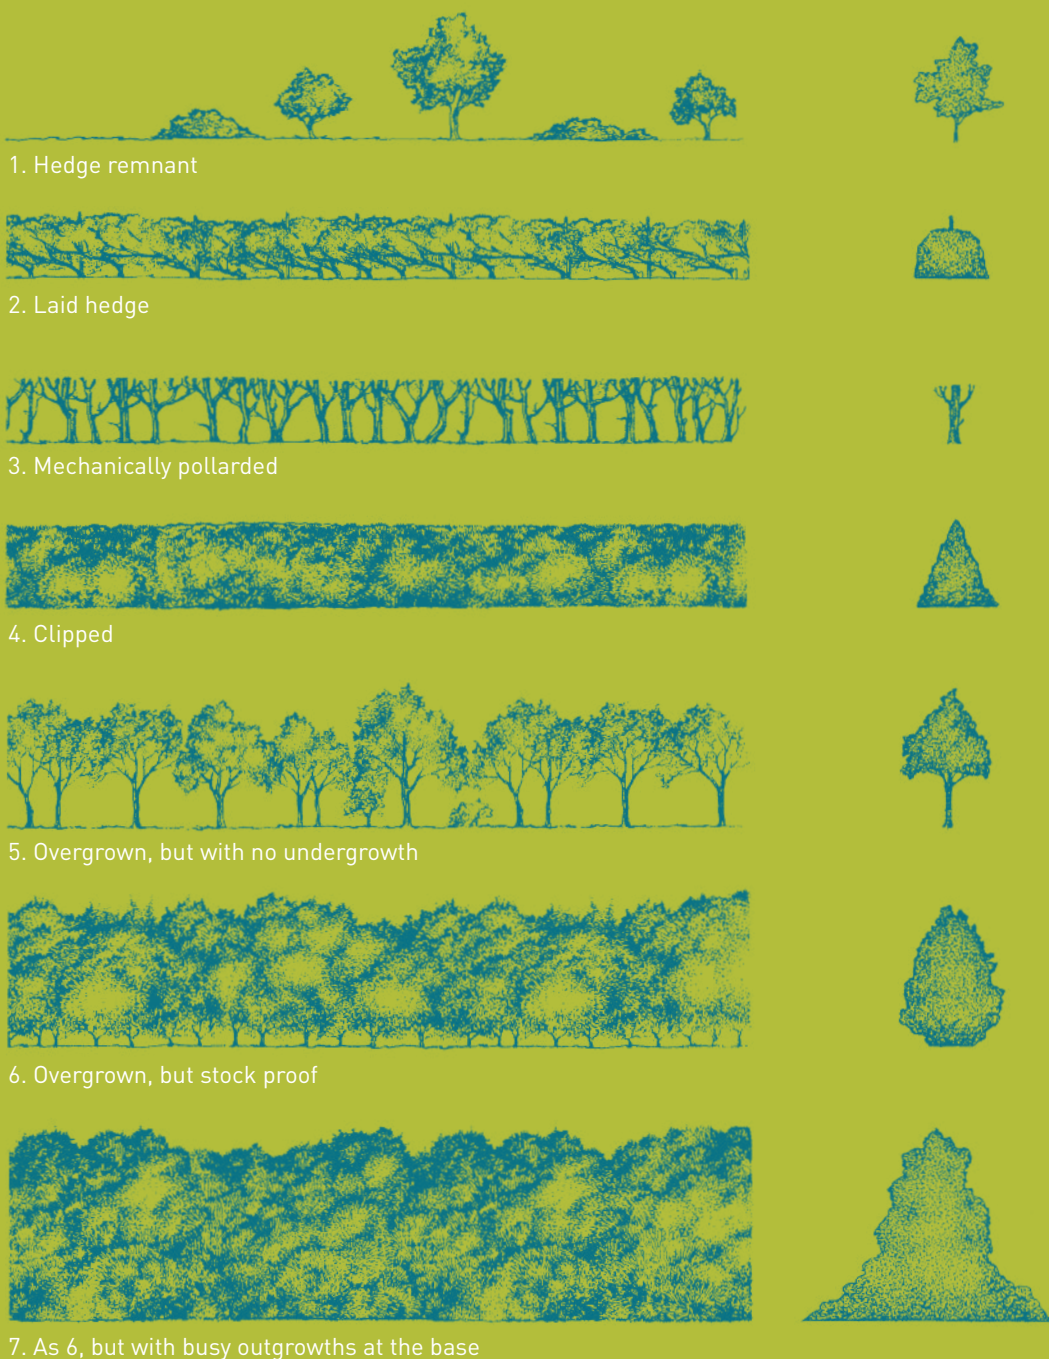 1. Hedge remnant
2. Laid hedge
3. Mechanically pollarded
4. Clipped
5. Overgrown, but with no undergrowth
6. Overgrown, but stock proof
7. As 6, but with busy outgrowths at the base